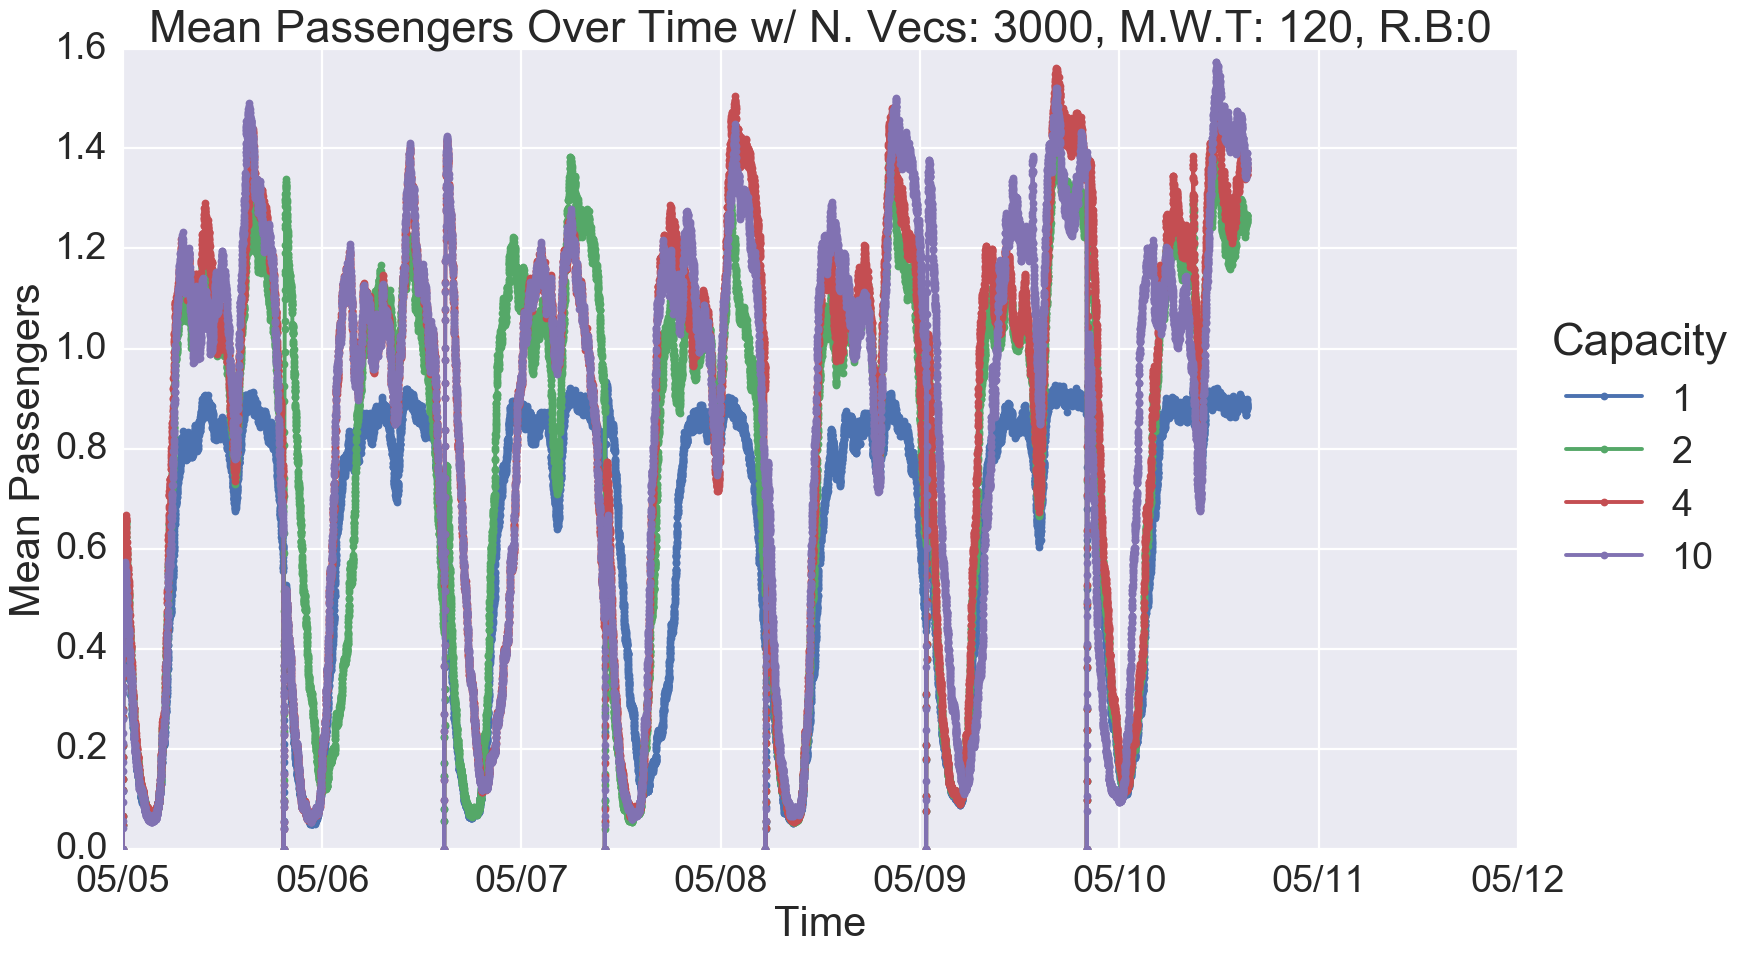 Mean Passengers Over Time w/ N. Vecs: 3000, M.W.T: 120, R.B:0
1.6
1.4
1.2
1.0
0.8
0.6
0.4
0.2
0.0
Mean Passengers
05/05 05/06 05/07 05/08 05/09 05/10 05/11 05/12
Time
Capacity
1
2
4
10